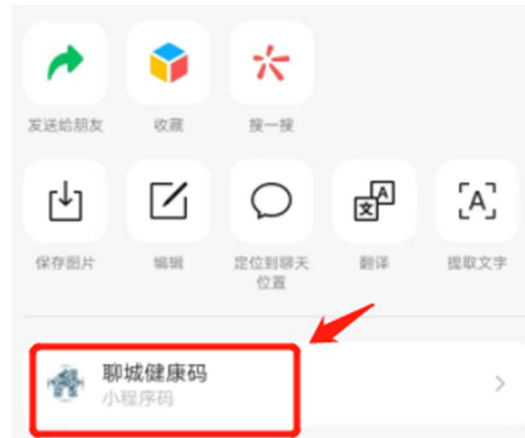 发送给朋友
收藏
搜一搜
保存图片
编辑
定位到聊天
位置
翻译
提取文字
聊城健康码
小程序码